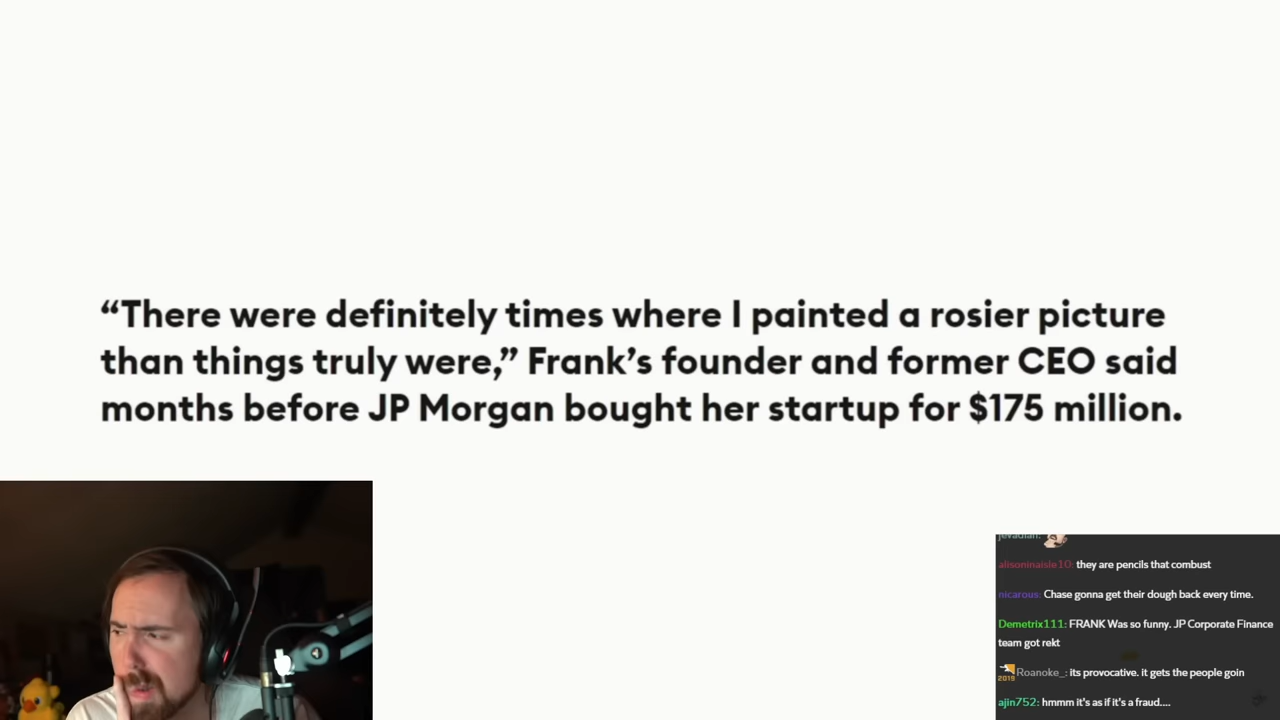 “There were definitely times where I painted a rosier picture
than things truly were,” Frank’s founder and former CEO said
months before JP Morgan bought her startup for $175 million.
alisoninaisle10: they are pencils that combust
nicarous: Chase gonna get their dough back every time.
Demetrix111: FRANK Was so funny. JP Corporate Finance
team got rekt
2019 Roanoke_: its provocative. it gets the people goin
ajin752: hmmm it's as if it's a fraud....